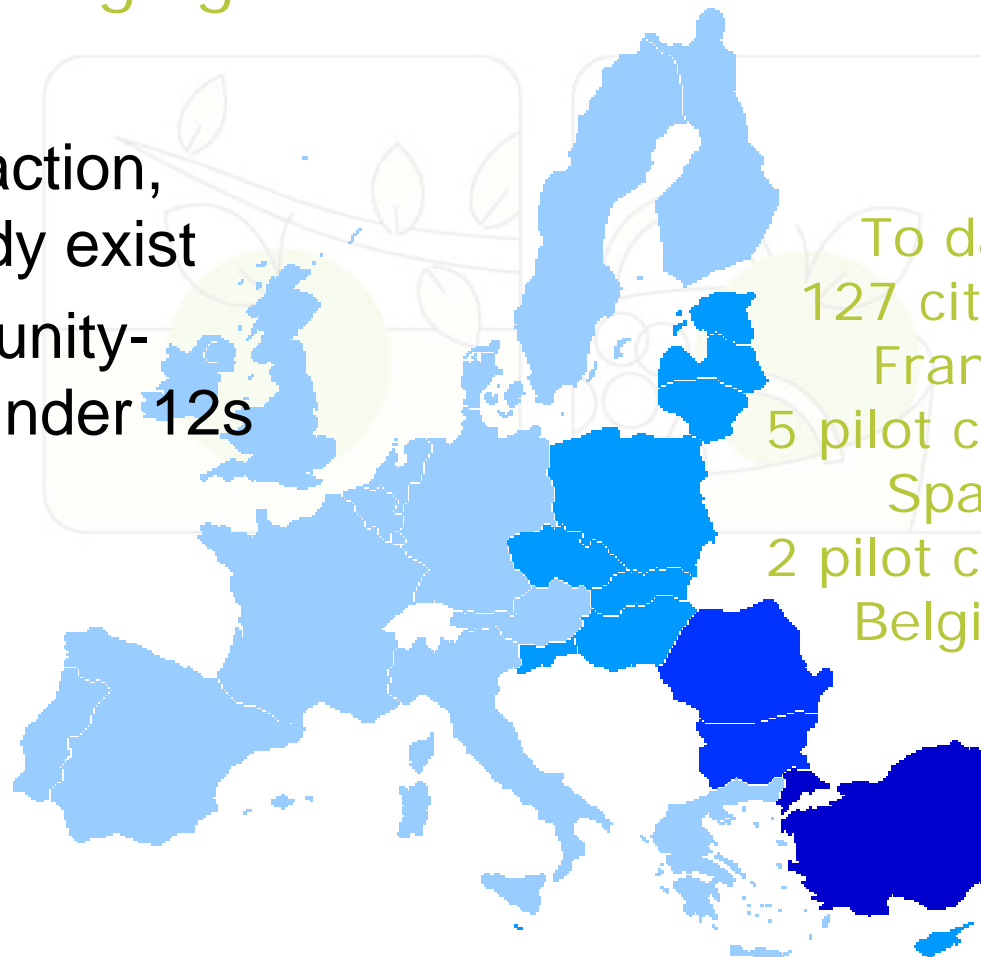 action,
dy exist
unity-
nder 12s
To da
127 cit
Fran
5 pilot c
Spa
2 pilot c
Belgi